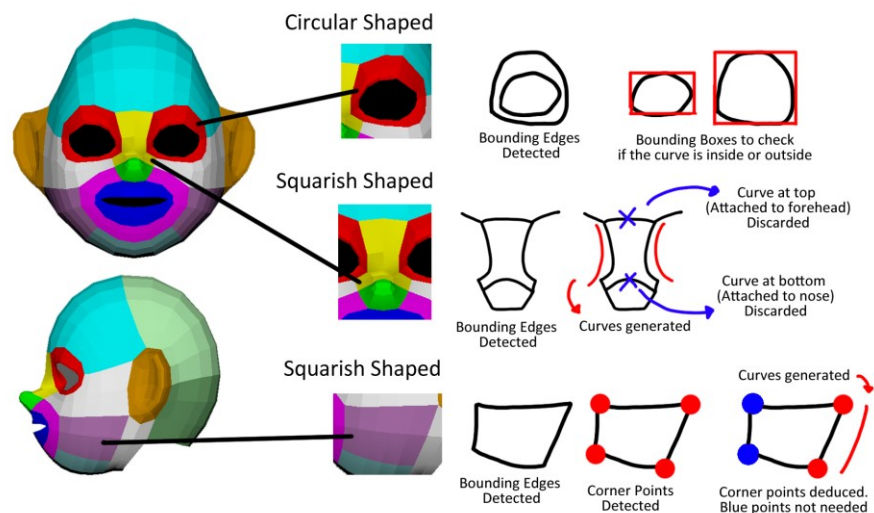 Circular Shaped
Bounding Edges
Detected
Bounding Boxes to check
if the curve is inside or outside
Squarish Shaped
Curve at top
(Attached to forehead)
Discarded
Curve at bottom
(Attached to nose)
Discarded
Bounding Edges
Detected
Curves generated
Squarish Shaped
Curves generated
Bounding Edges
Detected
Corner Points
Detected
Corner points deduced.
Blue points not needed